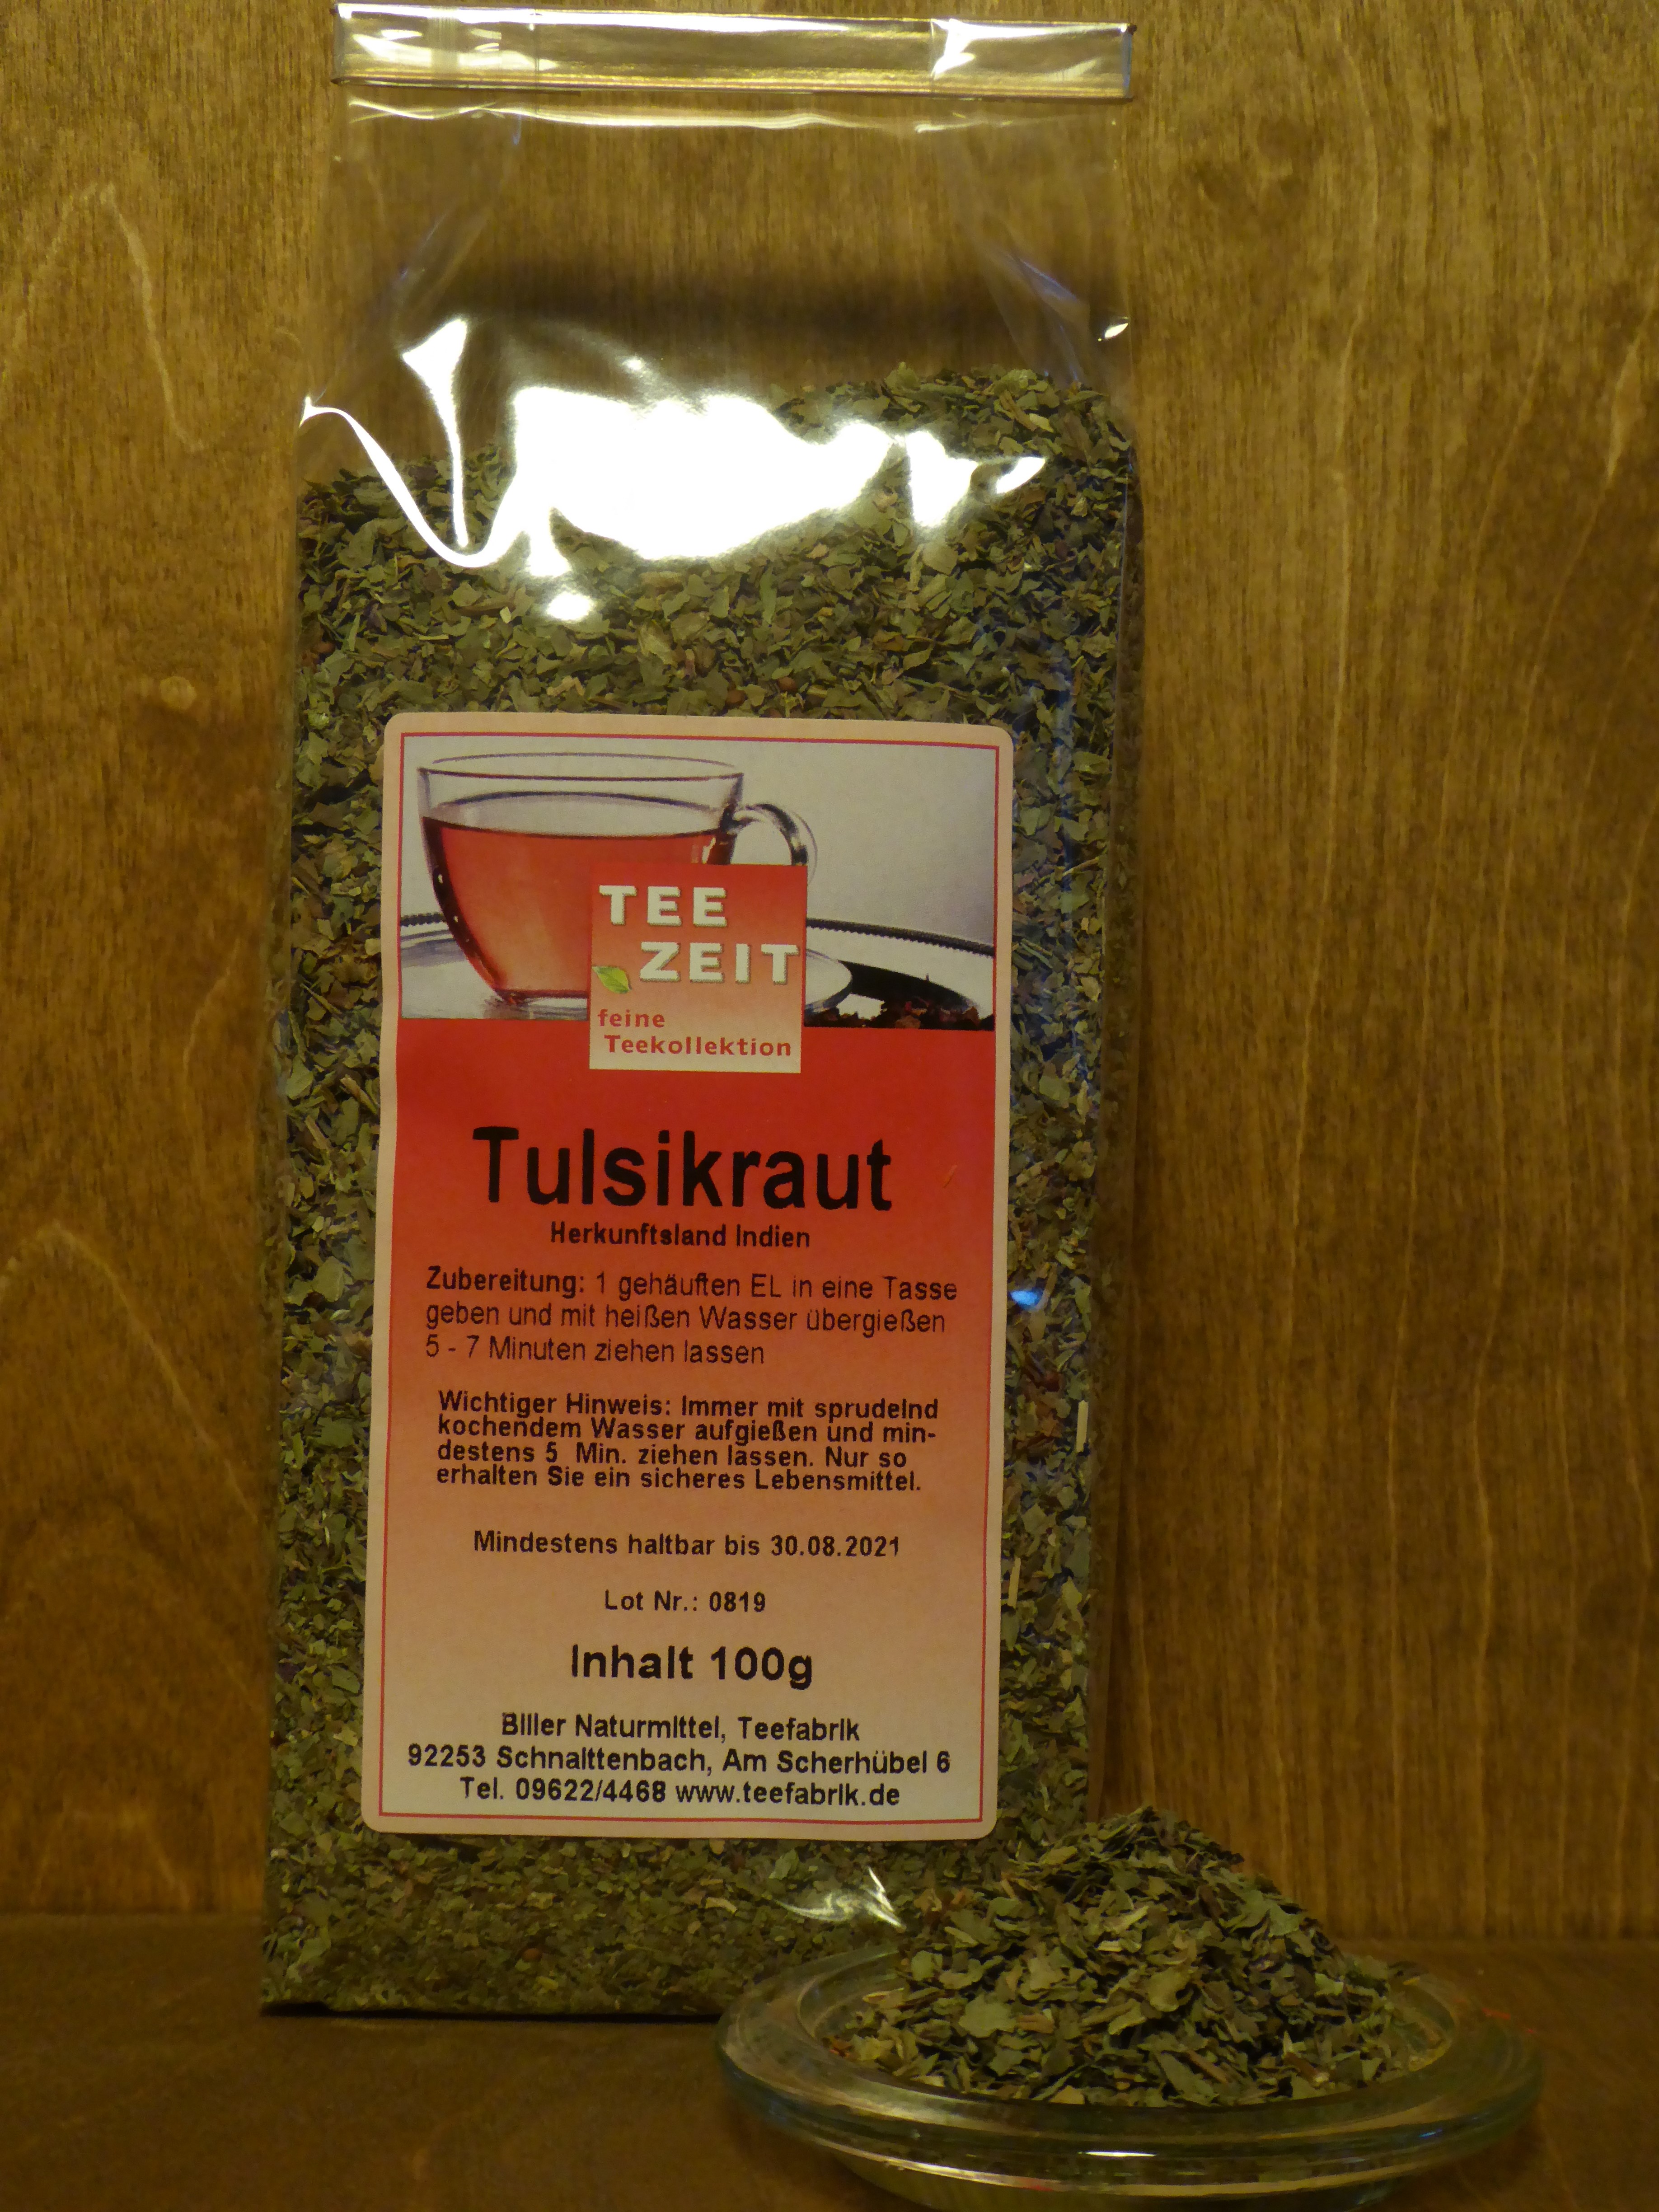 TEE
ZEIT
feine
Teekollektion
Tulsikraut
Herkunftsland Indien
Zubereitung: 1 gehäuften EL in eine Tasse
geben und mit heißen Wasser übergießen
5 - 7 Minuten ziehen lassen
Wichtiger Hinweis: Immer mit sprudelnd
kochendem Wasser aufgießen und min-
destens 5 Min. ziehen lassen. Nur so
erhalten Sie ein sicheres Lebensmittel.
Mindestens haltbar bis 30.08.2021
Lot Nr.: 0819
Inhalt 100g
Biller Naturmittel, Teefabrik
92253 Schnaittenbach, Am Scherhübel 6
Tel. 09622/4468 www.teefabrik.de